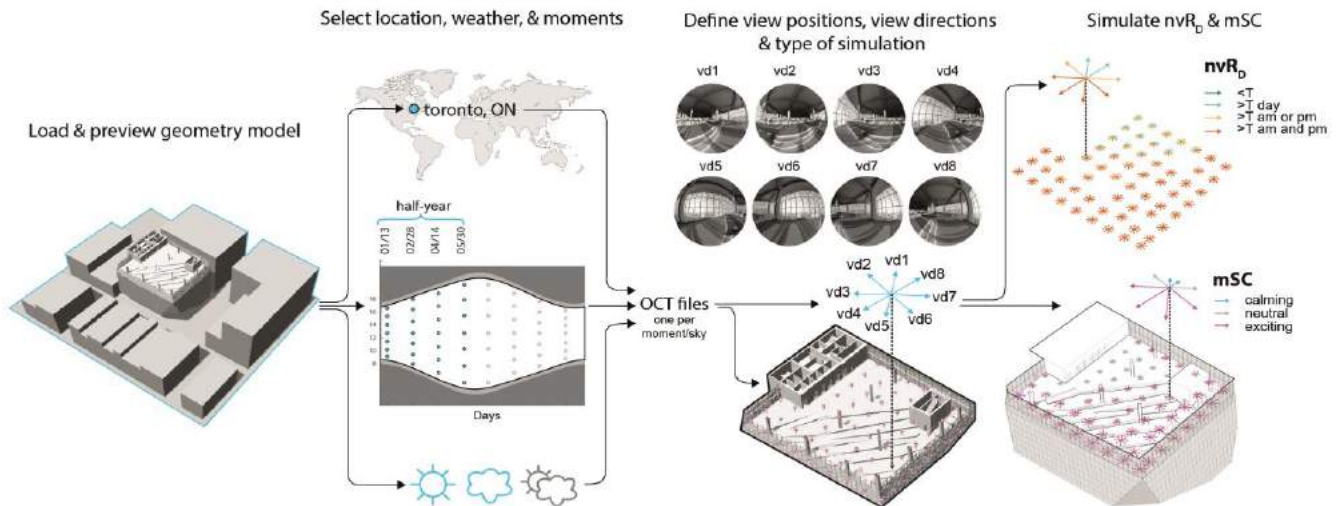 Load & preview geometry model
Select location, weather, & moments
toronto, ON
half-year
01/13
02/28
04/14
05/30
18
16
14
12
10
8
Days
OCT files
one per
moment/sky
Define view positions, view directions
& type of simulation
vd1 vd2 vd3 vd4
vd5 vd6 vd7 vd8
vd1
vd2
vd8
vd3
vd7
vd4
vd5
vd6
Simulate nvR_D & mSC
nvR_D
<T
>T day
>T am or pm
>T am and pm
mSC
calming
neutral
exciting